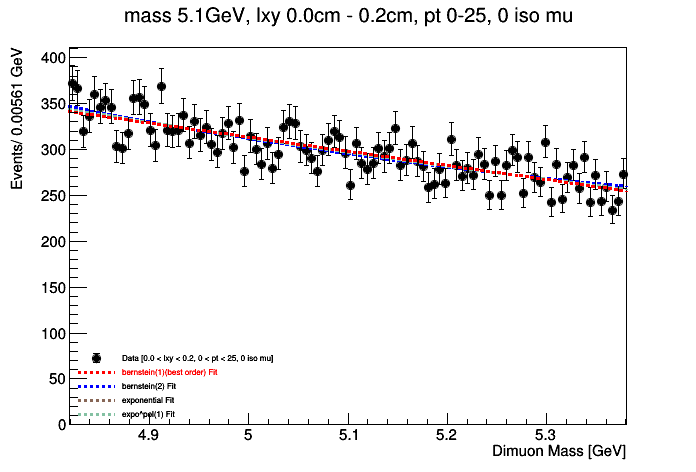 mass 5.1GeV, lxy 0.0cm - 0.2cm, pt 0-25, 0 iso mu
Events/ 0.00561 GeV
400
350
300
250
200
150
100
50
0
Data [0.0 < lxy < 0.2, 0 < pt < 25, 0 iso mu]
bernstein(1)(best order) Fit
bernstein(2) Fit
exponential Fit
expo*pol(1) Fit
4.9
5
5.1
5.2
5.3
Dimuon Mass [GeV]